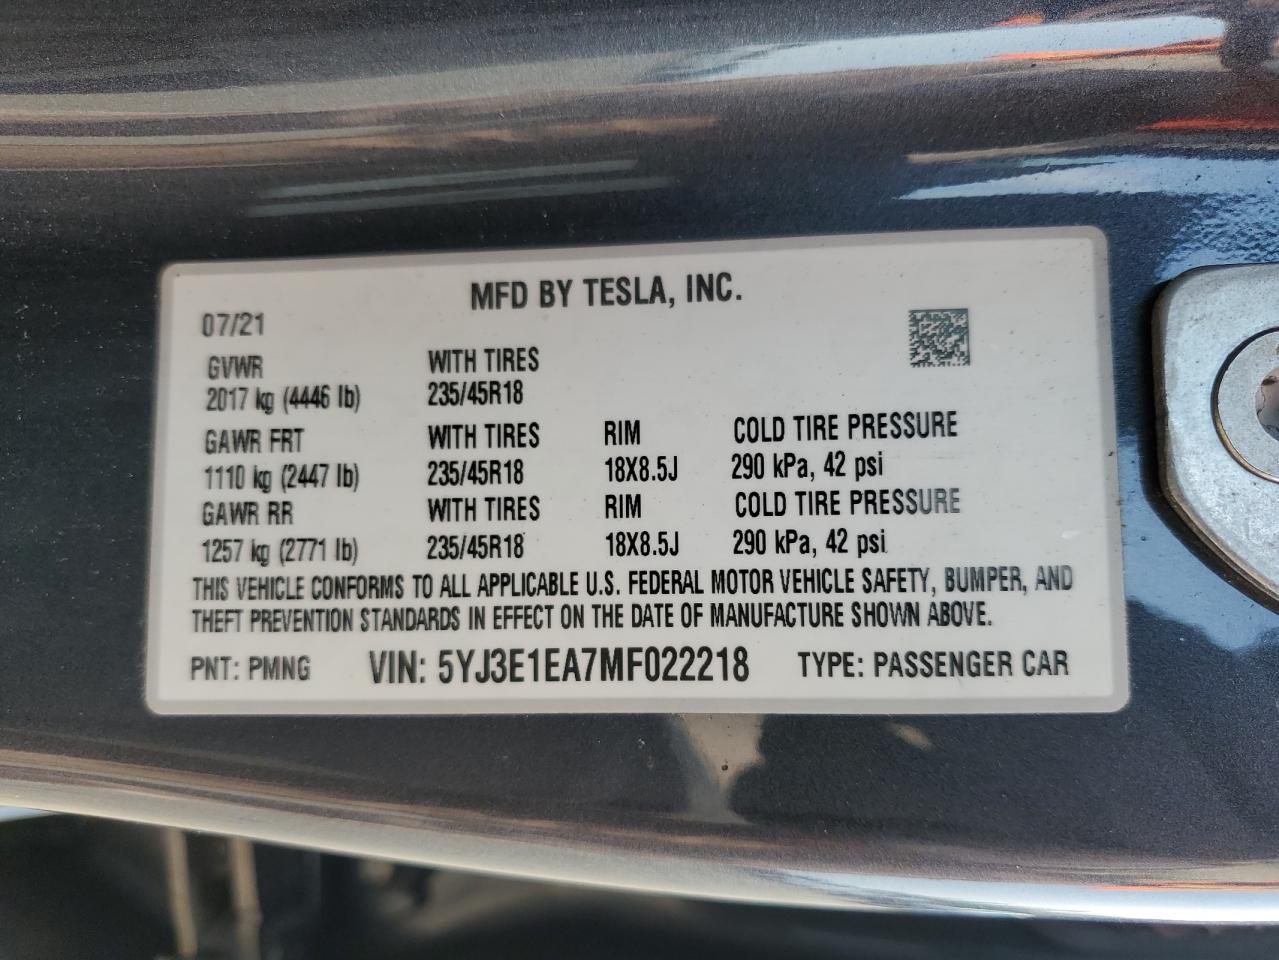 MFD BY TESLA, INC.
07/21
GVWR WITH TIRES
2017 kg (4446 lb) 235/45R18
GAWR FRT WITH TIRES RIM COLD TIRE PRESSURE
1110 kg (2447 lb) 235/45R18 18X8.5J 290 kPa, 42 psi
GAWR RR WITH TIRES RIM COLD TIRE PRESSURE
1257 kg (2771 lb) 235/45R18 18X8.5J 290 kPa, 42 psi
THIS VEHICLE CONFORMS TO ALL APPLICABLE U.S. FEDERAL MOTOR VEHICLE SAFETY, BUMPER, AND
THEFT PREVENTION STANDARDS IN EFFECT ON THE DATE OF MANUFACTURE SHOWN ABOVE.
PNT: PMNG VIN: 5YJ3E1EA7MF022218 TYPE: PASSENGER CAR